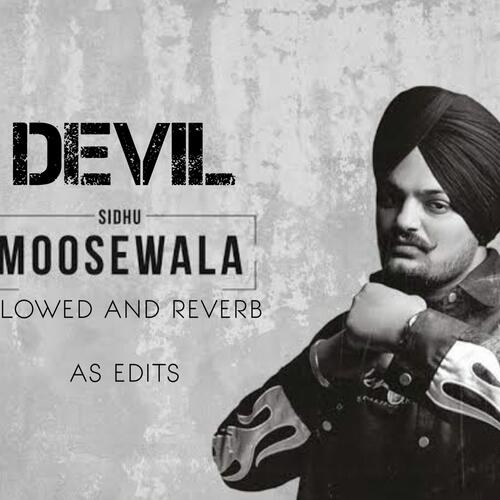 DEVIL
SIDHU
MOOSEWALA
LOWED AND REVERB
AS EDITS